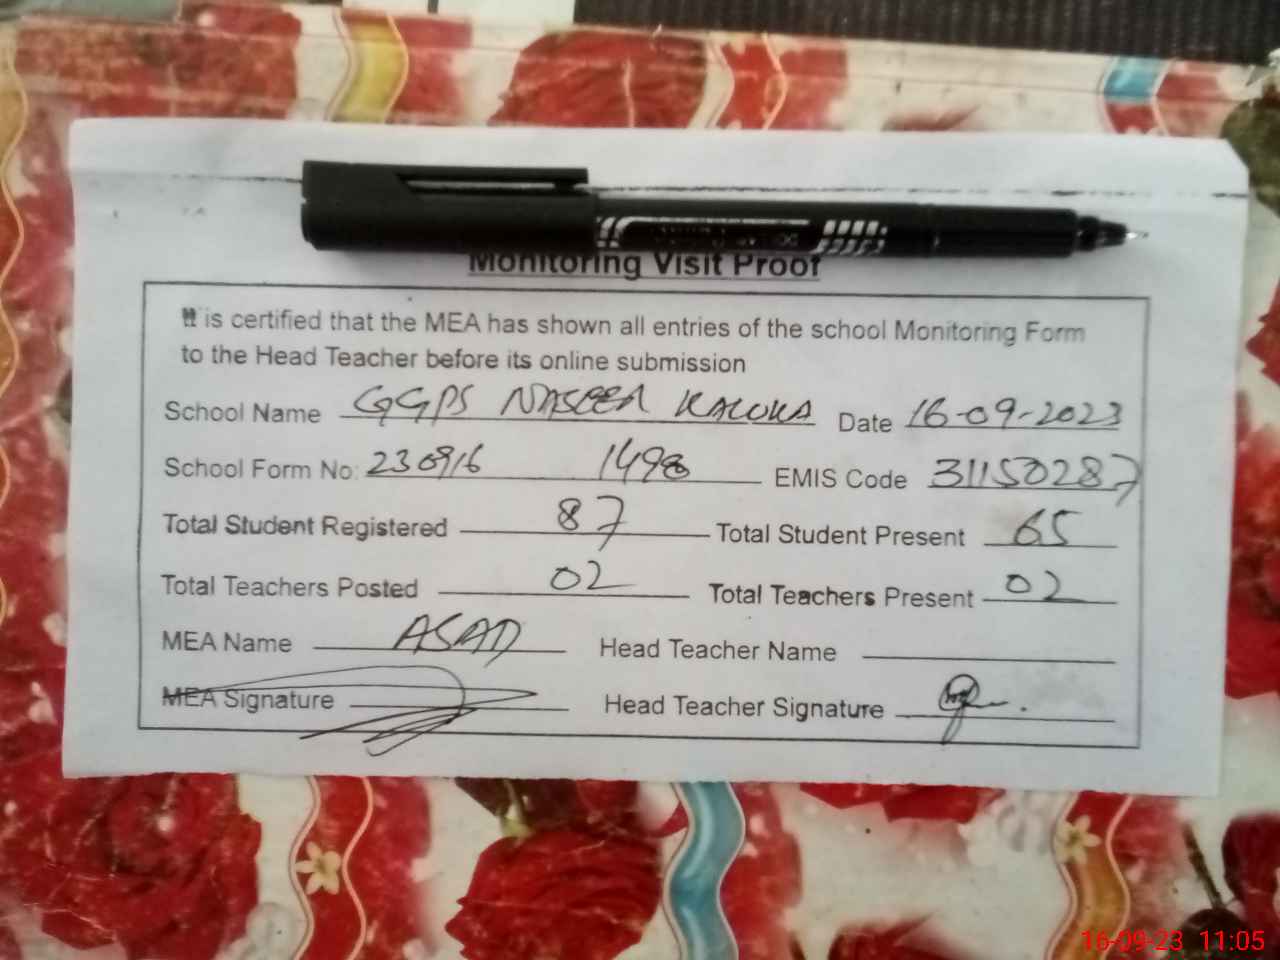 Monitoring Visit Proof
It is certified that the MEA has shown all entries of the school Monitoring Form
to the Head Teacher before its online submission
School Name GGPS NASEER KALUKA Date 16-09-2023
School Form No: 230916 1498 EMIS Code 31150287
Total Student Registered 87 Total Student Present 65
Total Teachers Posted 02 Total Teachers Present 02
MEA Name ASAD Head Teacher Name
MEA Signature Head Teacher Signature
16-09-23 11:05